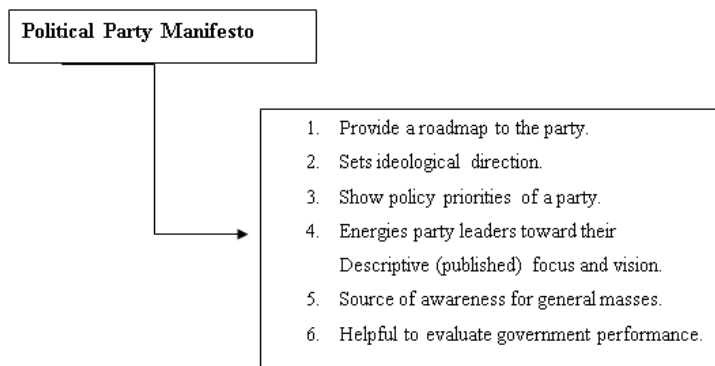 Political Party Manifesto
1. Provide a roadmap to the party.
2. Sets ideological direction.
3. Show policy priorities of a party.
4. Energies party leaders toward their
Descriptive (published) focus and vision.
5. Source of awareness for general masses.
6. Helpful to evaluate government performance.